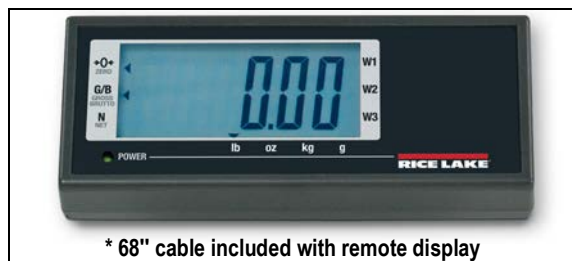 →0←
ZERO
G/B
GROSS
BRUTTO
N
NET
0.00
W1
W2
W3
lb oz kg g
POWER
RICE LAKE
* 68" cable included with remote display